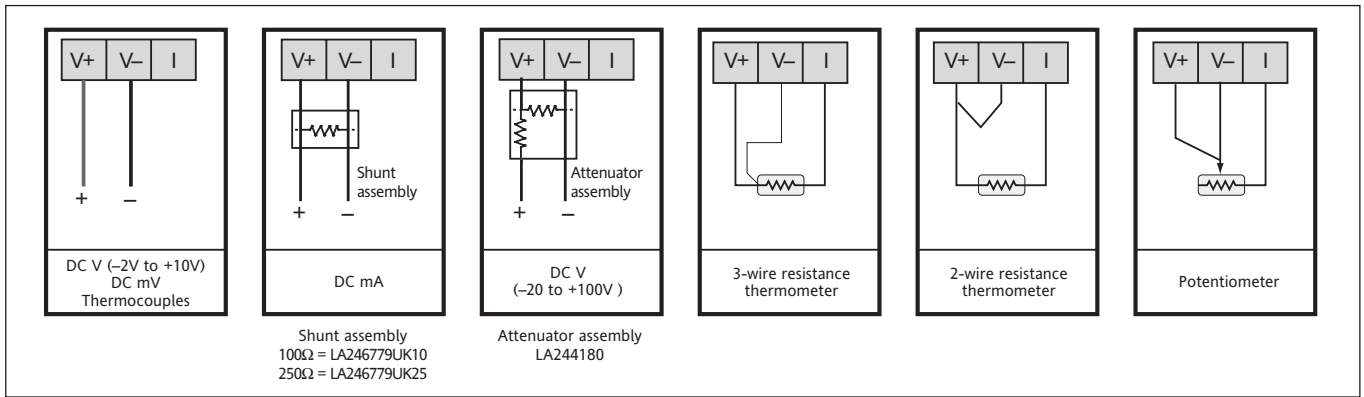 V+ V– I
+ –
DC V (–2V to +10V)
DC mV
Thermocouples
V+ V– I
Shunt
assembly
+ –
DC mA
Shunt assembly
100Ω = LA246779UK10
250Ω = LA246779UK25
V+ V– I
Attenuator
assembly
+ –
DC V
(–20 to +100V )
Attenuator assembly
LA244180
V+ V– I
3-wire resistance
thermometer
V+ V– I
2-wire resistance
thermometer
V+ V– I
Potentiometer